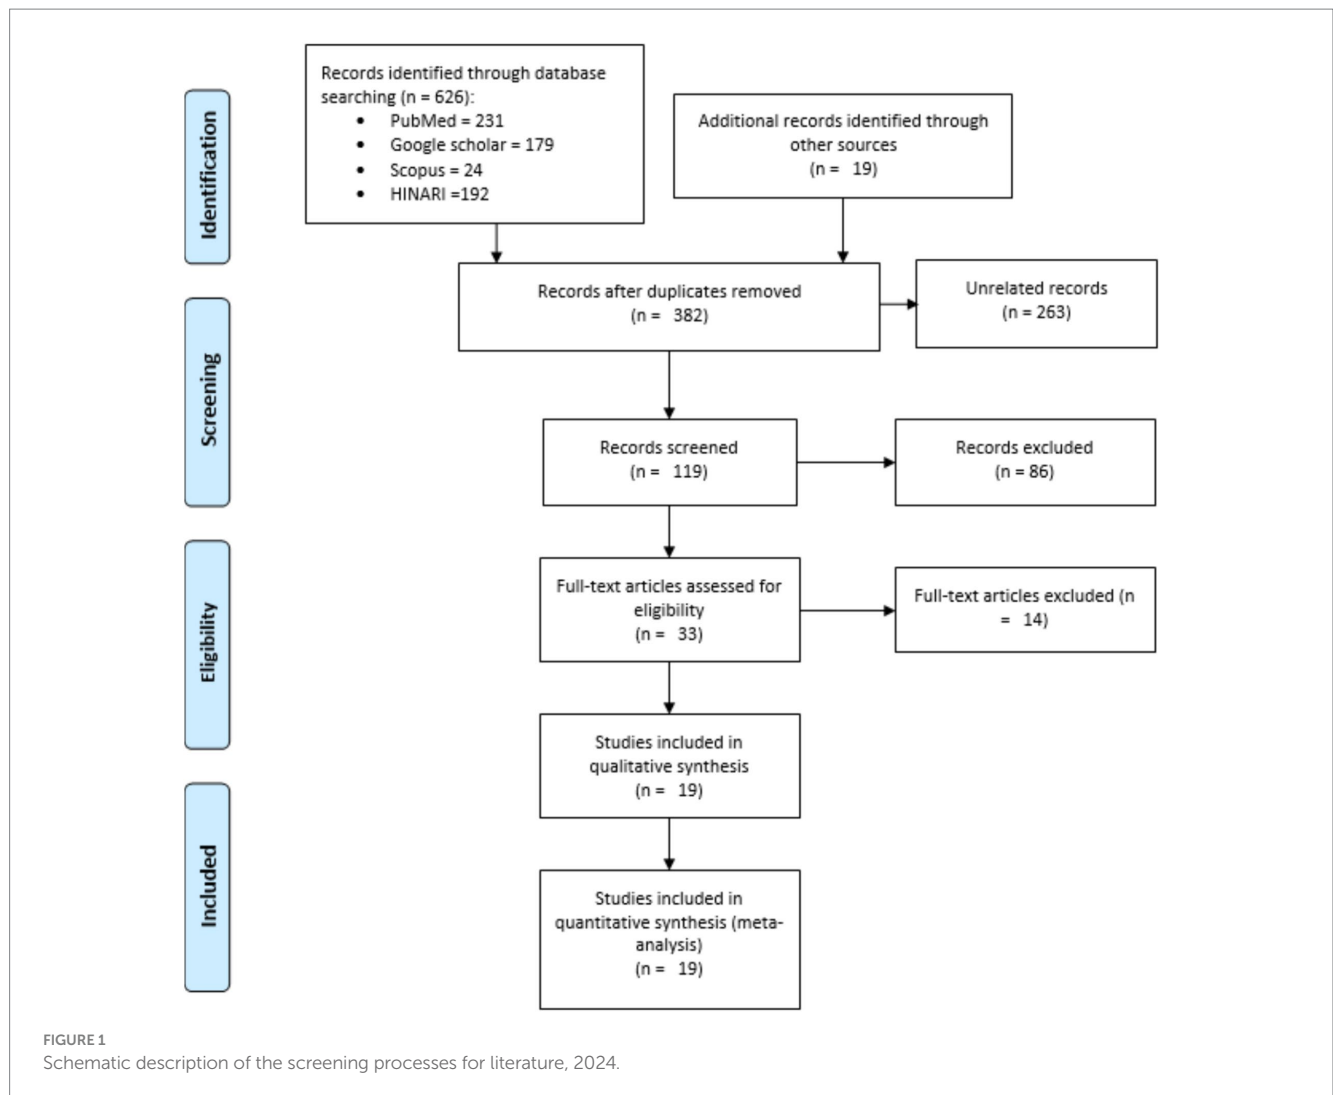 Identification
Records identified through database
searching (n = 626):
• PubMed = 231
• Google scholar = 179
• Scopus = 24
• HINARI =192
Additional records identified through
other sources
(n = 19)
Records after duplicates removed
(n = 382)
Unrelated records
(n = 263)
Screening
Records screened
(n = 119)
Records excluded
(n = 86)
Eligibility
Full-text articles assessed for
eligibility
(n = 33)
Full-text articles excluded (n
= 14)
Studies included in
qualitative synthesis
(n = 19)
Included
Studies included in
quantitative synthesis (meta-
analysis)
(n = 19)
FIGURE 1
Schematic description of the screening processes for literature, 2024.